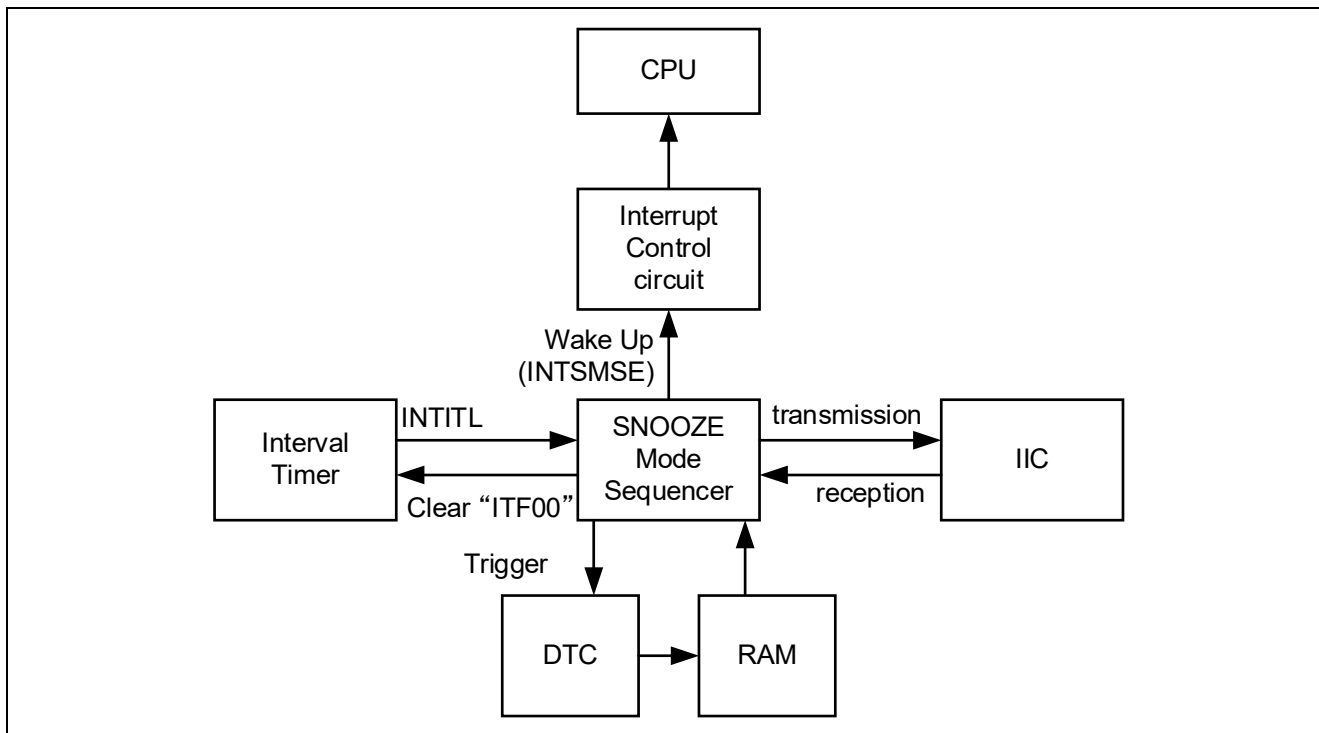 CPU
Interrupt
Control
circuit
Wake Up
(INTSMSE)
INTITL
transmission
Interval
Timer
SNOOZE
Mode
Sequencer
IIC
Clear “ITF00”
reception
Trigger
DTC
RAM